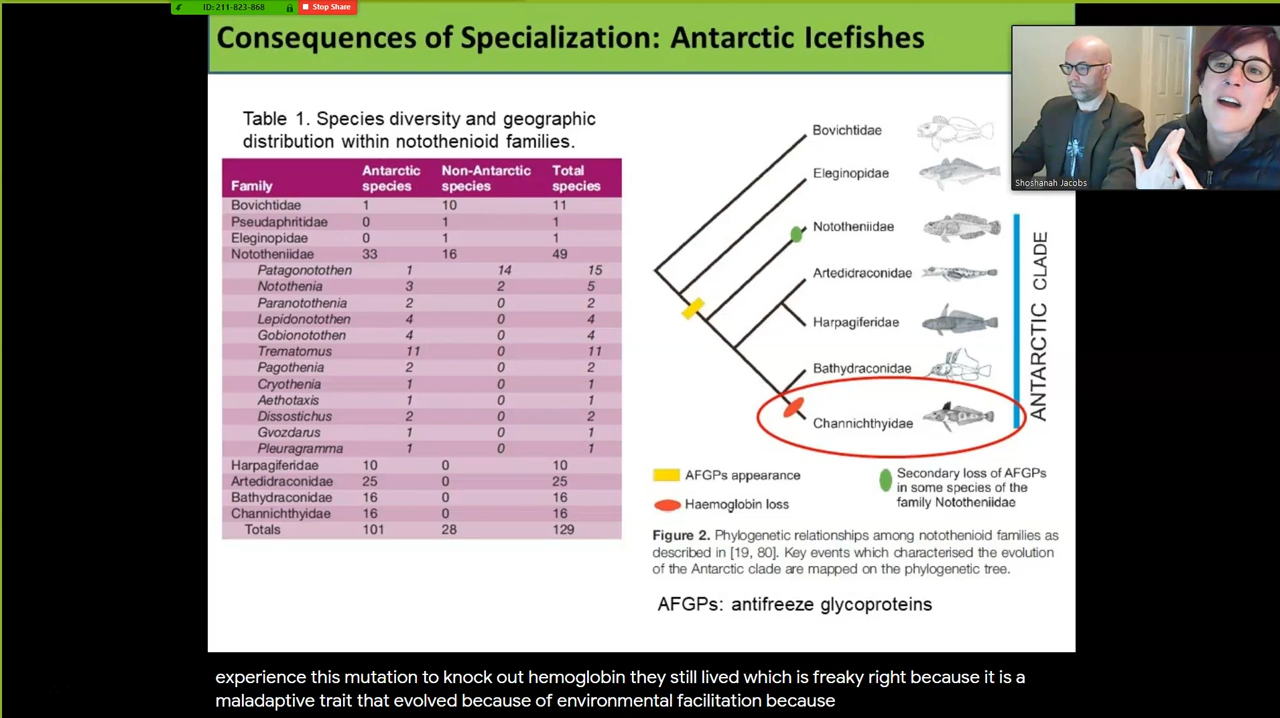 ID: 211-823-868
Stop Share
Consequences of Specialization: Antarctic Icefishes
Shoshanah Jacobs
Table 1. Species diversity and geographic
distribution within notothenioid families.
Family Antarctic species Non-Antarctic species Total species
Bovichtidae 1 10 11
Pseudaphritidae 0 1 1
Eleginopidae 0 1 1
Nototheniidae 33 16 49
Patagonotothen 1 14 15
Notothenia 3 2 5
Paranotothenia 2 0 2
Lepidonotothen 4 0 4
Gobionotothen 4 0 4
Trematomus 11 0 11
Pagothenia 2 0 2
Cryothenia 1 0 1
Aethotaxis 1 0 1
Dissostichus 2 0 2
Gvozdarus 1 0 1
Pleuragramma 1 0 1
Harpagiferidae 10 0 10
Artedidraconidae 25 0 25
Bathydraconidae 16 0 16
Channichthyidae 16 0 16
Totals 101 28 129
Bovichtidae
Eleginopidae
Nototheniidae
Artedidraconidae
Harpagiferidae
Bathydraconidae
Channichthyidae
ANTARCTIC CLADE
AFGPs appearance
Haemoglobin loss
Secondary loss of AFGPs
in some species of the
family Nototheniidae
Figure 2. Phylogenetic relationships among notothenioid families as
described in [19, 80]. Key events which characterised the evolution
of the Antarctic clade are mapped on the phylogenetic tree.
AFGPs: antifreeze glycoproteins
experience this mutation to knock out hemoglobin they still lived which is freaky right because it is a
maladaptive trait that evolved because of environmental facilitation because